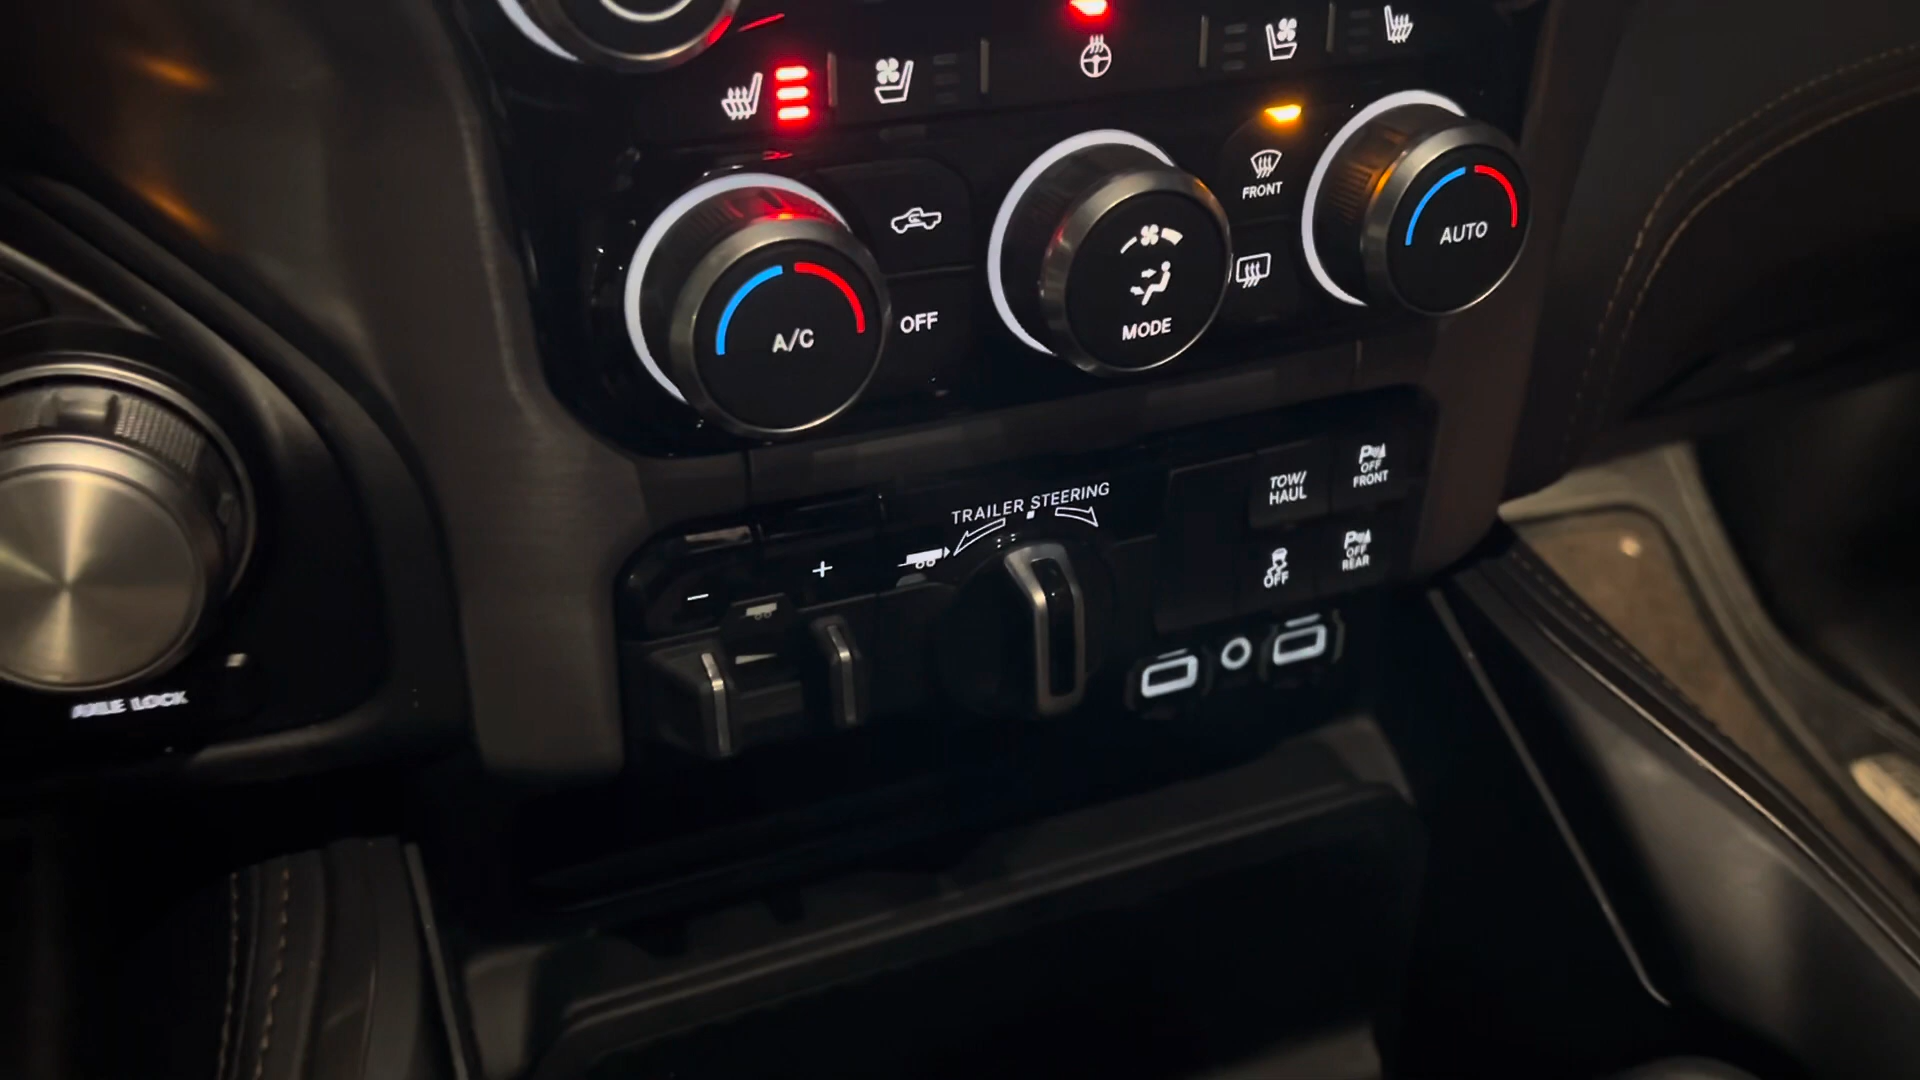 FRONT
AUTO
A/C
OFF
MODE
TRAILER STEERING
- +
TOW/
HAUL
P
OFF
FRONT
OFF
P
OFF
REAR
AXLE LOCK